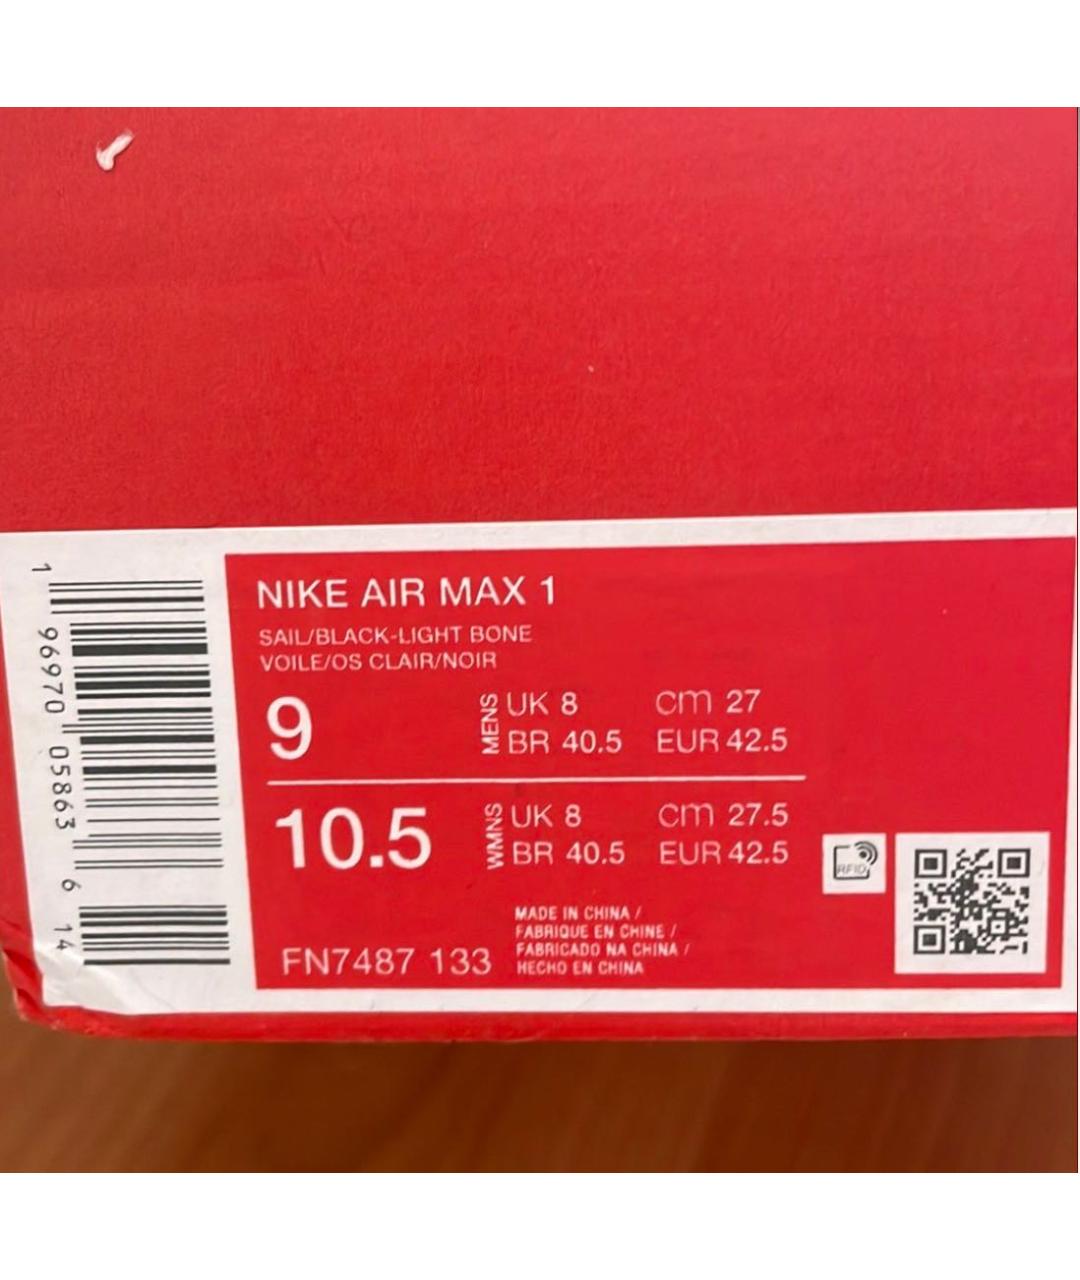 NIKE AIR MAX 1
SAIL/BLACK-LIGHT BONE
VOILE/OS CLAIR/NOIR
9
MENS
UK 8 cm 27
BR 40.5 EUR 42.5
10.5
WMNS
UK 8 cm 27.5
BR 40.5 EUR 42.5
RFID
MADE IN CHINA /
FABRIQUE EN CHINE /
FABRICADO NA CHINA /
HECHO EN CHINA
FN7487 133
1 96970 05863 6 14